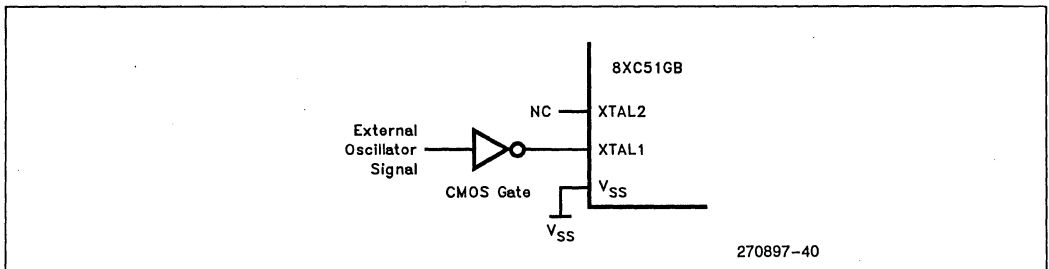 8XC51GB
NC
XTAL2
External
Oscillator
Signal
XTAL1
CMOS Gate
VSS
VSS
270897-40